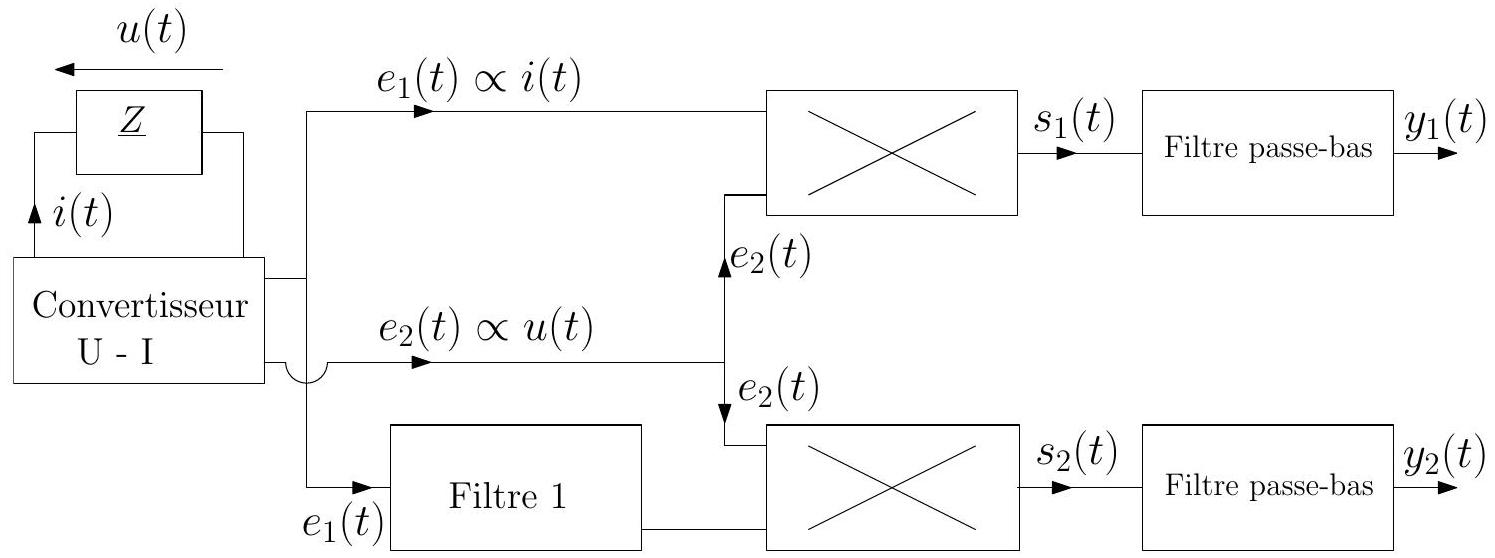 u(t)
Z
i(t)
Convertisseur
U - I
e₁(t) ∝ i(t)
e₂(t) ∝ u(t)
e₁(t)
Filtre 1
e₂(t)
e₂(t)
s₁(t)
Filtre passe-bas
y₁(t)
s₂(t)
Filtre passe-bas
y₂(t)